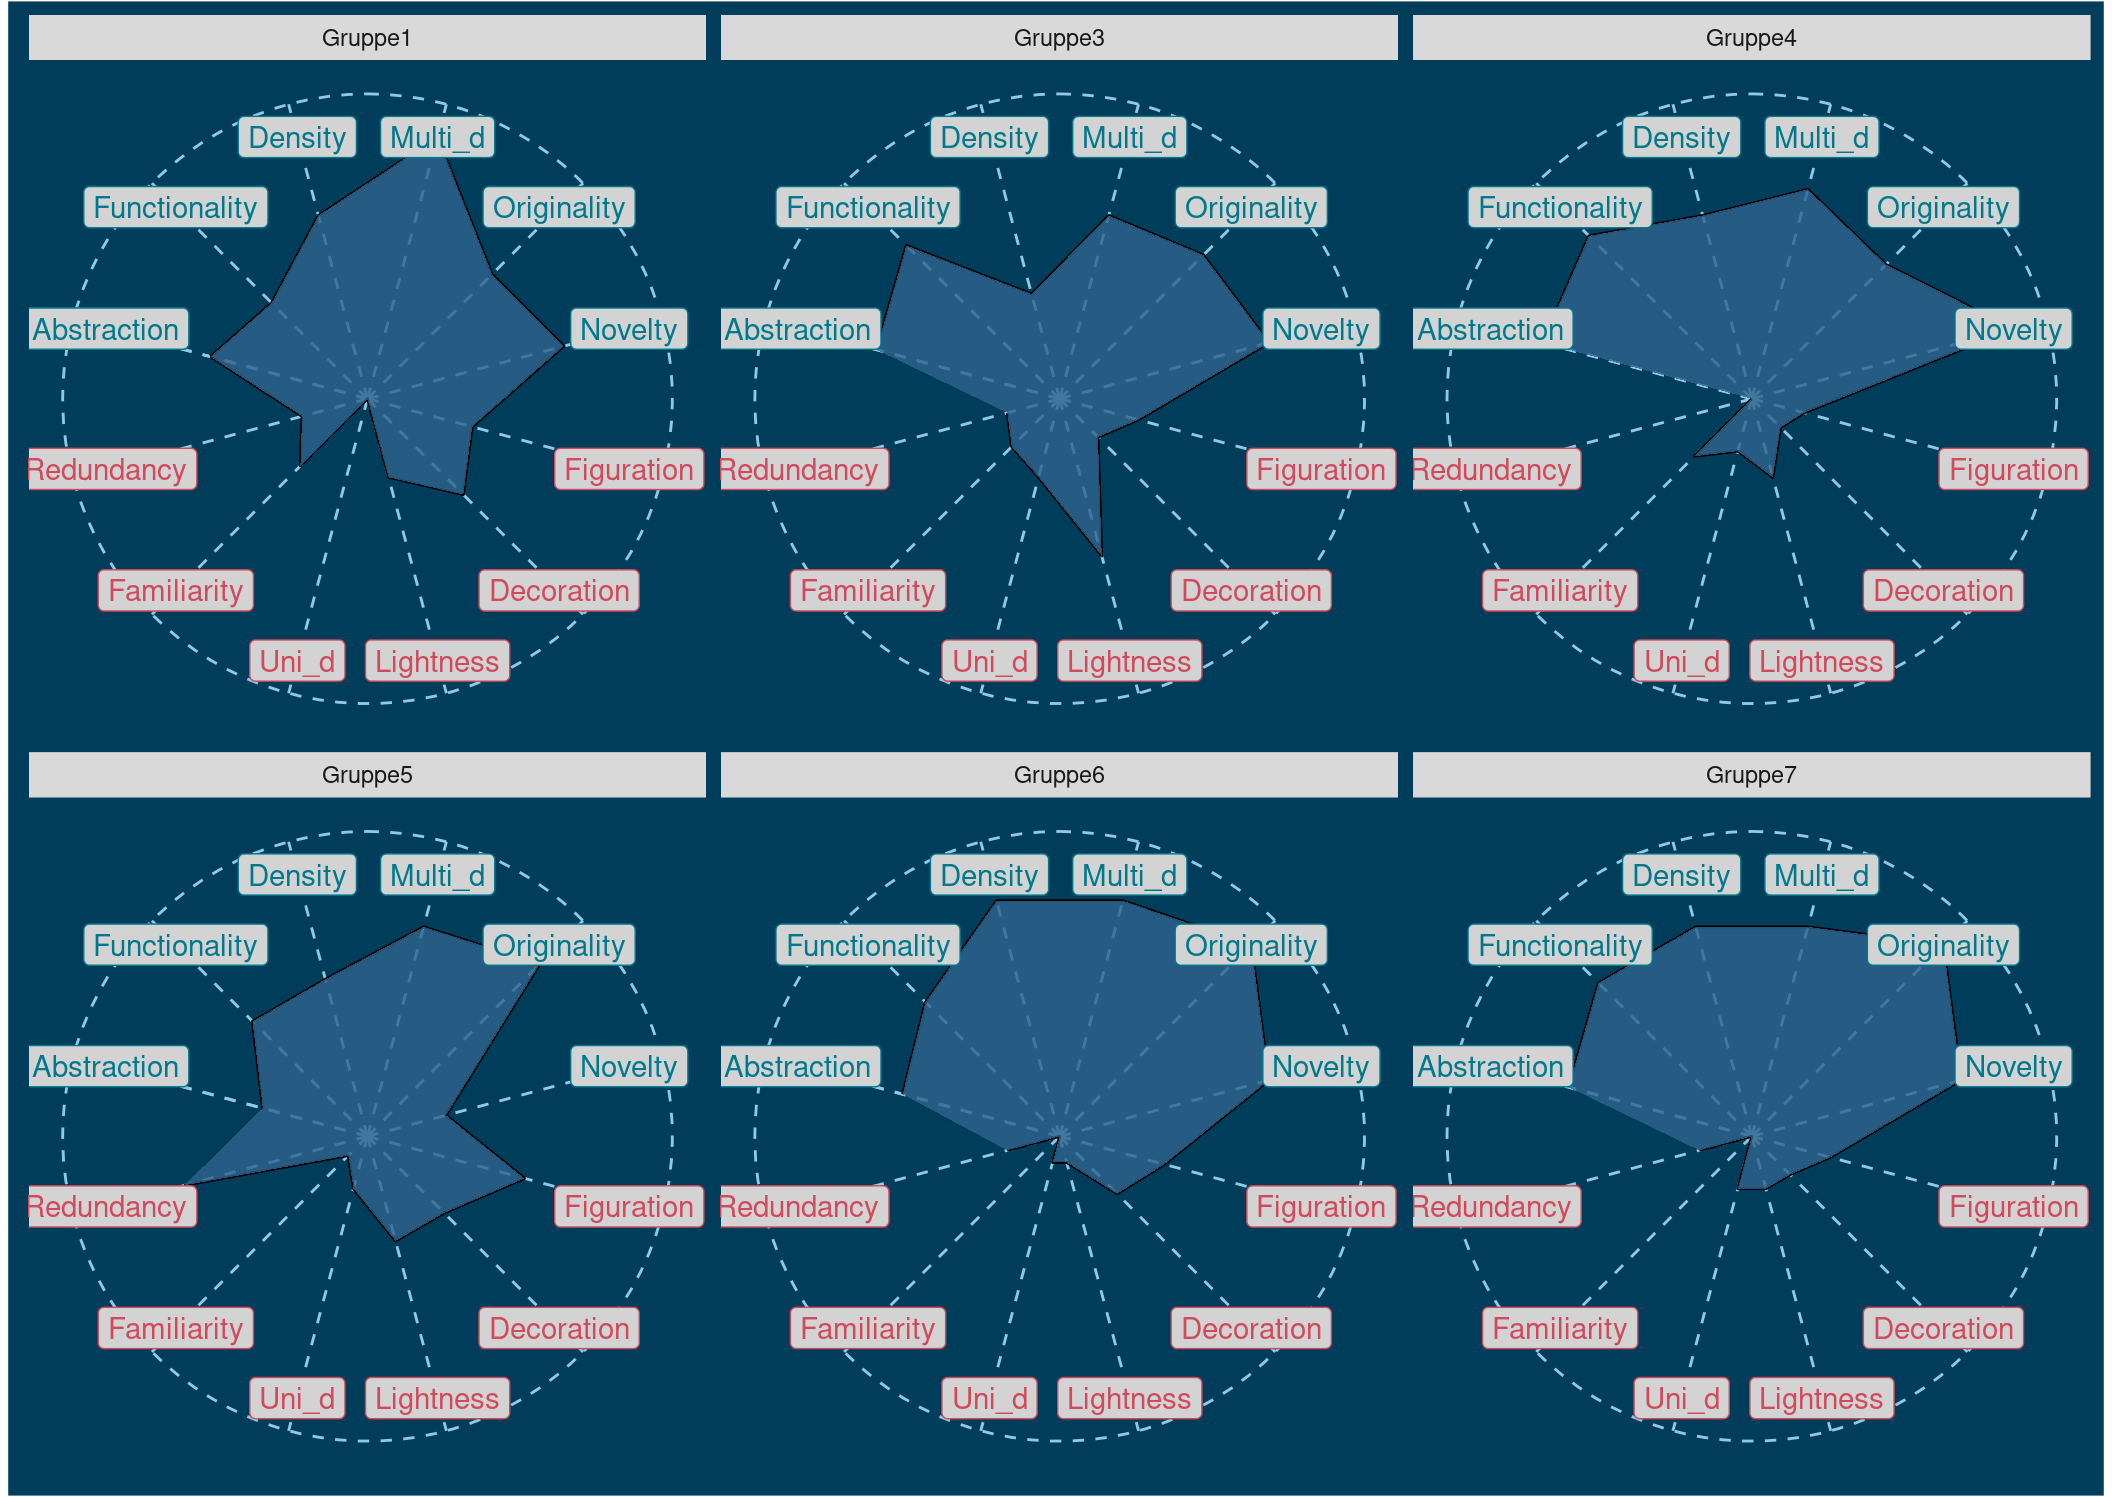 Gruppe1
Gruppe3
Gruppe4
Density
Multi_d
Functionality
Originality
Abstraction
Novelty
Redundancy
Figuration
Familiarity
Decoration
Uni_d
Lightness
Density
Multi_d
Functionality
Originality
Abstraction
Novelty
Redundancy
Figuration
Familiarity
Decoration
Uni_d
Lightness
Density
Multi_d
Functionality
Originality
Abstraction
Novelty
Redundancy
Figuration
Familiarity
Decoration
Uni_d
Lightness
Gruppe5
Gruppe6
Gruppe7
Density
Multi_d
Functionality
Originality
Abstraction
Novelty
Redundancy
Figuration
Familiarity
Decoration
Uni_d
Lightness
Density
Multi_d
Functionality
Originality
Abstraction
Novelty
Redundancy
Figuration
Familiarity
Decoration
Uni_d
Lightness
Density
Multi_d
Functionality
Originality
Abstraction
Novelty
Redundancy
Figuration
Familiarity
Decoration
Uni_d
Lightness